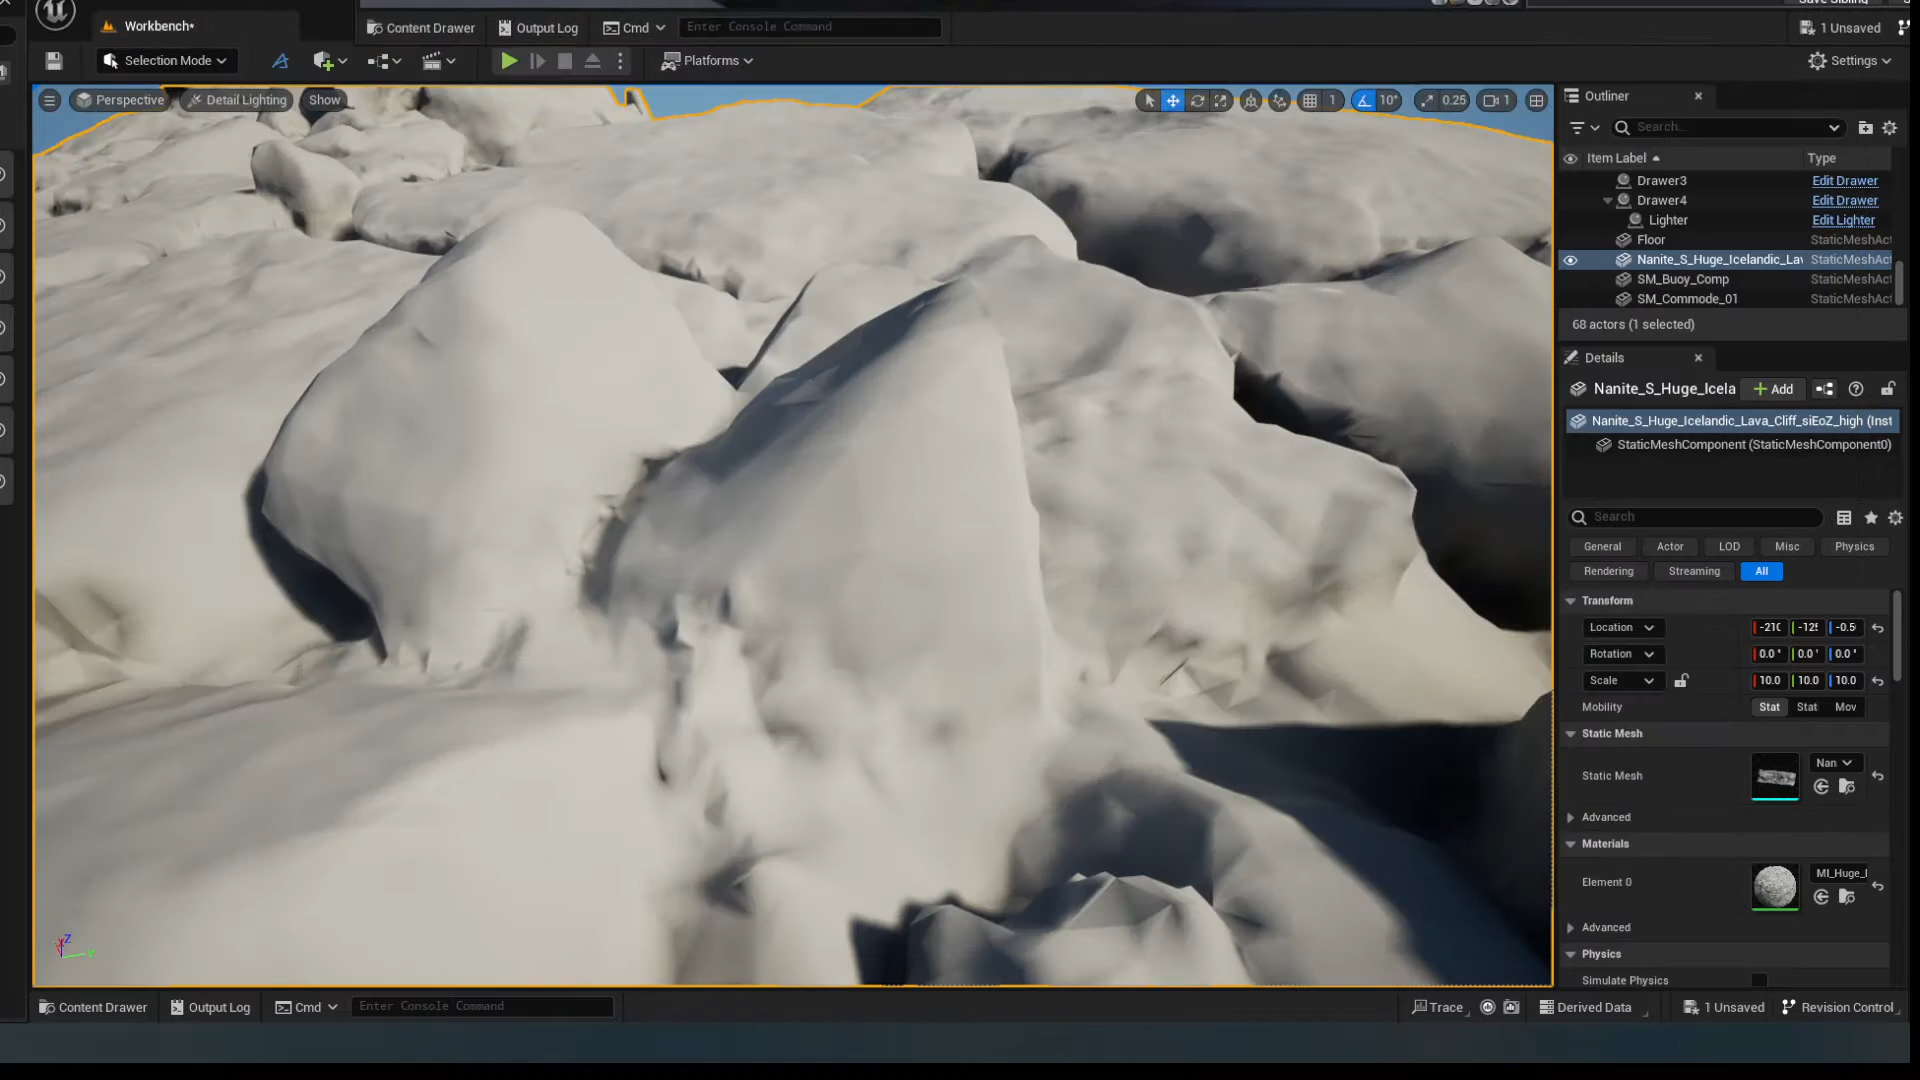 Save Sibling
Workbench*
Content Drawer
Output Log
Cmd
Enter Console Command
1 Unsaved
Selection Mode
Platforms
Settings
Perspective
Detail Lighting
Show
1
10°
0.25
1
Outliner
Search...
Item Label
Type
Drawer3
Edit Drawer
Drawer4
Edit Drawer
Lighter
Edit Lighter
Floor
StaticMeshAct
Nanite_S_Huge_Icelandic_Lav
StaticMeshAct
SM_Buoy_Comp
StaticMeshAct
SM_Commode_01
StaticMeshAct
68 actors (1 selected)
Details
Nanite_S_Huge_Icela
Add
Nanite_S_Huge_Icelandic_Lava_Cliff_siEoZ_high (Inst
StaticMeshComponent (StaticMeshComponent0)
Search
General
Actor
LOD
Misc
Physics
Rendering
Streaming
All
Transform
Location
-210
-125
-0.5
Rotation
0.0 °
0.0 °
0.0 °
Scale
10.0
10.0
10.0
Mobility
Stat
Stat
Mov
Static Mesh
Static Mesh
Nan
Advanced
Materials
Element 0
MI_Huge_I
Advanced
Physics
Simulate Physics
Z
Y
Content Drawer
Output Log
Cmd
Enter Console Command
Trace
Derived Data
1 Unsaved
Revision Control